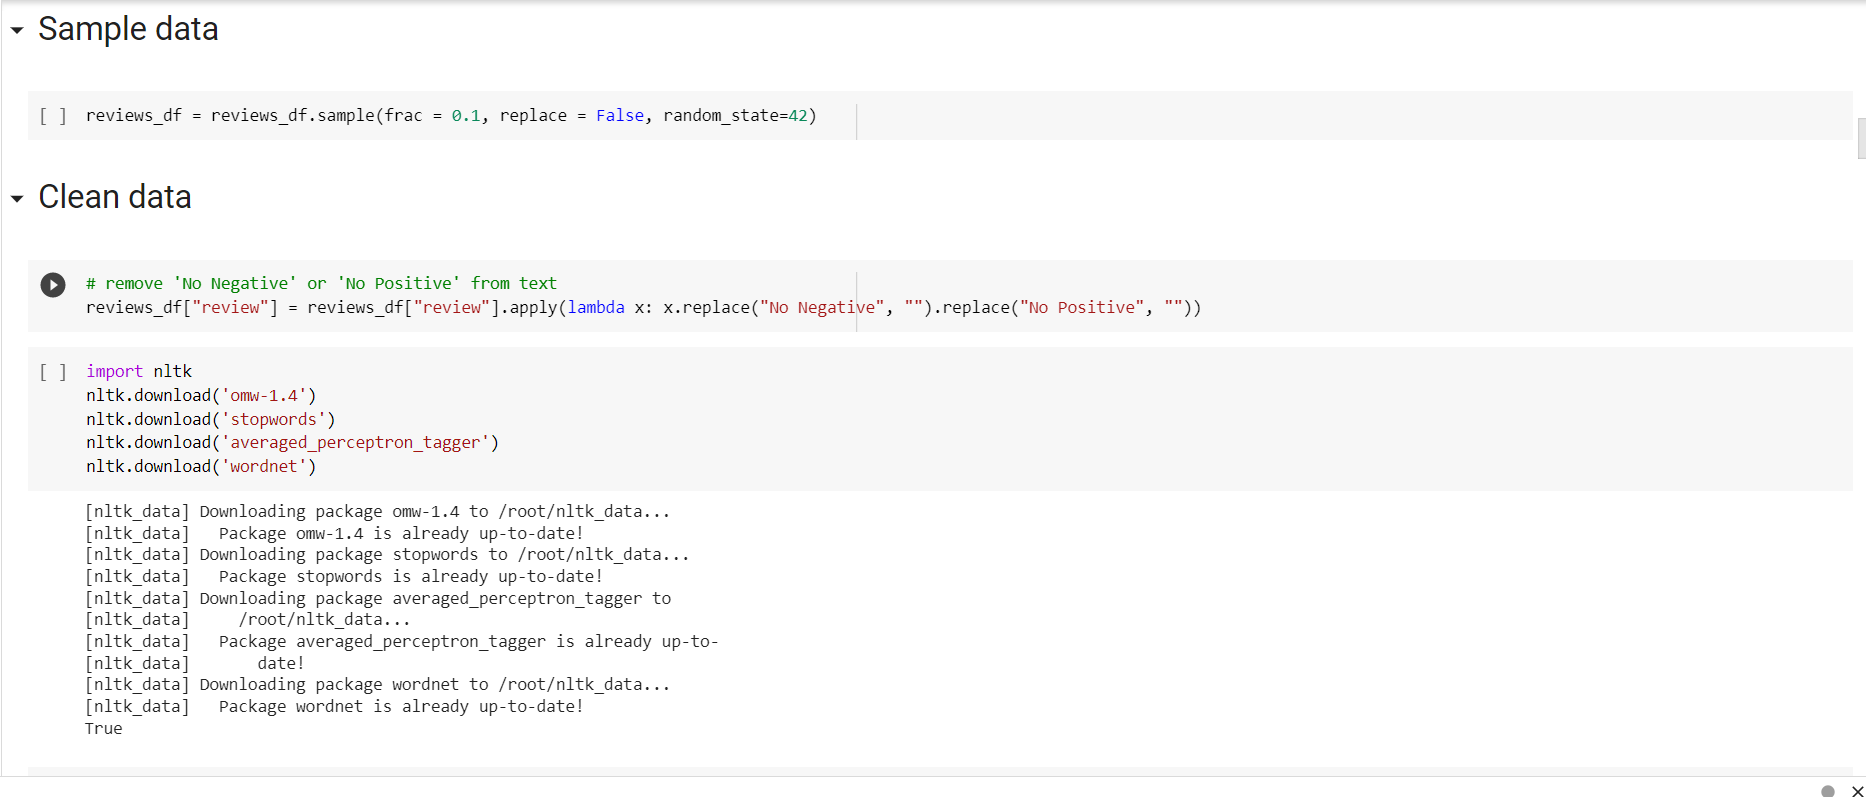 Sample data
[ ] reviews_df = reviews_df.sample(frac = 0.1, replace = False, random_state=42)
Clean data
# remove 'No Negative' or 'No Positive' from text
reviews_df["review"] = reviews_df["review"].apply(lambda x: x.replace("No Negative", "").replace("No Positive", ""))
[ ] import nltk
nltk.download('omw-1.4')
nltk.download('stopwords')
nltk.download('averaged_perceptron_tagger')
nltk.download('wordnet')
[nltk_data] Downloading package omw-1.4 to /root/nltk_data...
[nltk_data]   Package omw-1.4 is already up-to-date!
[nltk_data] Downloading package stopwords to /root/nltk_data...
[nltk_data]   Package stopwords is already up-to-date!
[nltk_data] Downloading package averaged_perceptron_tagger to
[nltk_data]     /root/nltk_data...
[nltk_data]   Package averaged_perceptron_tagger is already up-to-
[nltk_data]       date!
[nltk_data] Downloading package wordnet to /root/nltk_data...
[nltk_data]   Package wordnet is already up-to-date!
True